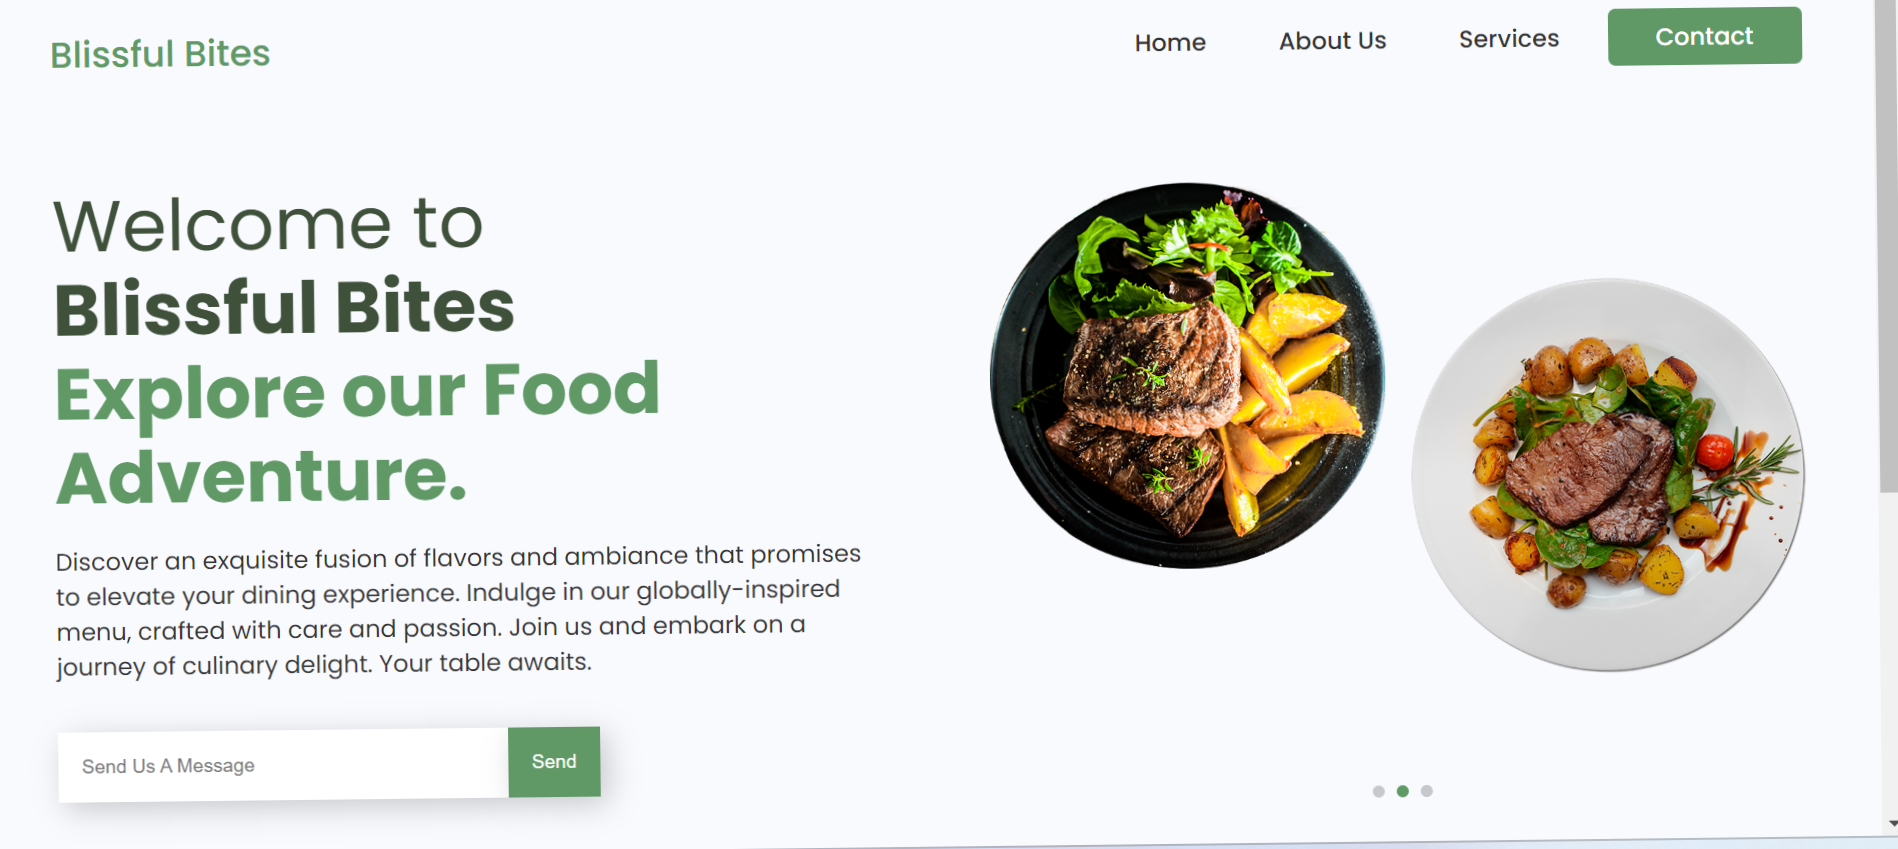 Blissful Bites
Home
About Us
Services
Contact
Welcome to
Blissful Bites
Explore our Food
Adventure.
Discover an exquisite fusion of flavors and ambiance that promises
to elevate your dining experience. Indulge in our globally-inspired
menu, crafted with care and passion. Join us and embark on a
journey of culinary delight. Your table awaits.
Send Us A Message
Send